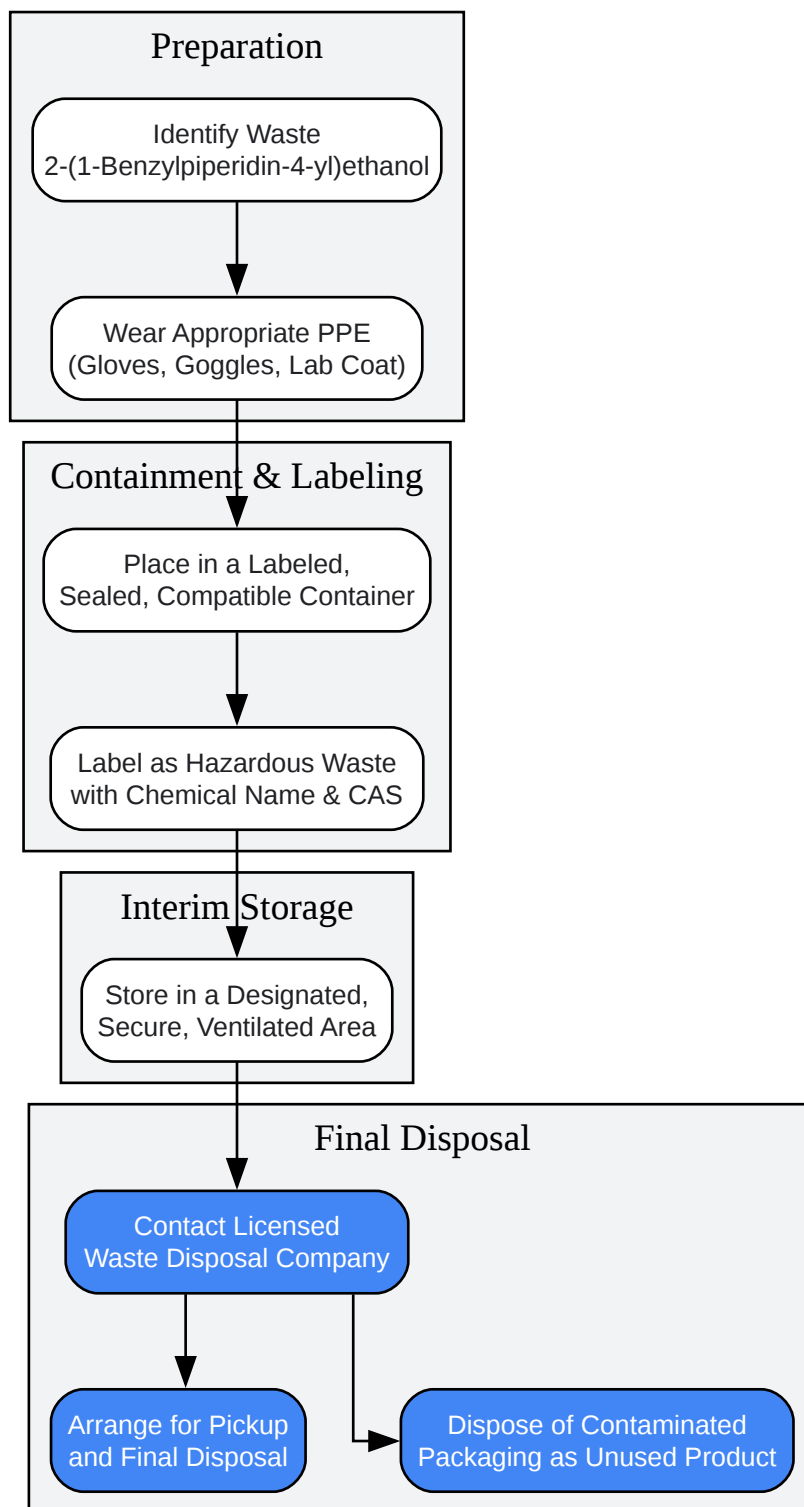 Preparation
Identify Waste
2-(1-Benzylpiperidin-4-yl)ethanol
Wear Appropriate PPE
(Gloves, Goggles, Lab Coat)
Containment & Labeling
Place in a Labeled,
Sealed, Compatible Container
Label as Hazardous Waste
with Chemical Name & CAS
Interim Storage
Store in a Designated,
Secure, Ventilated Area
Final Disposal
Contact Licensed
Waste Disposal Company
Arrange for Pickup
and Final Disposal
Dispose of Contaminated
Packaging as Unused Product